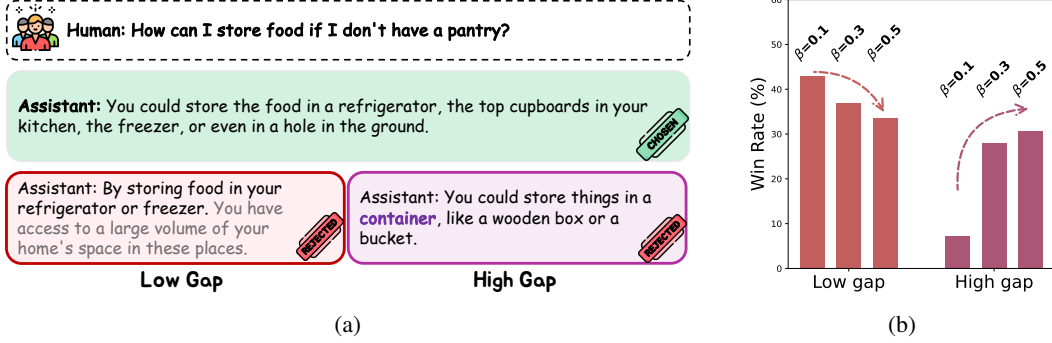 Human: How can I store food if I don't have a pantry?
Assistant: You could store the food in a refrigerator, the top cupboards in your
kitchen, the freezer, or even in a hole in the ground.
CHOSEN
Assistant: By storing food in your
refrigerator or freezer. You have
access to a large volume of your
home's space in these places.
REJECTED
Assistant: You could store things in a
container, like a wooden box or a
bucket.
REJECTED
Low Gap
High Gap
(a)
Win Rate (%)
60
50
40
30
20
10
0
β=0.1
β=0.3
β=0.5
β=0.1
β=0.3
β=0.5
Low gap
High gap
(b)